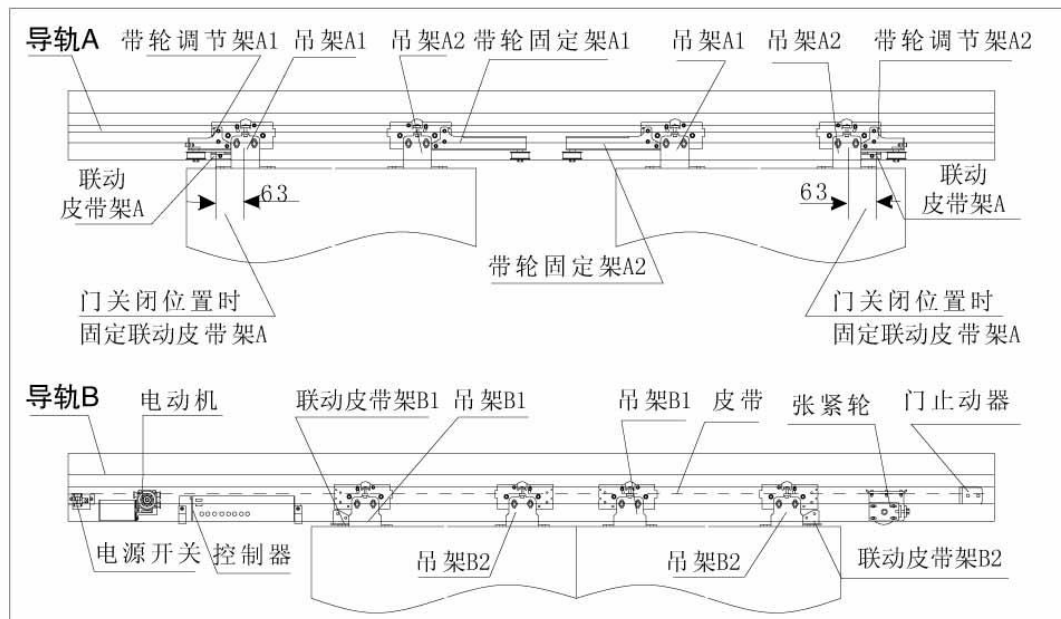 导轨A 带轮调节架A1 吊架A1 吊架A2 带轮固定架A1 吊架A1 吊架A2 带轮调节架A2
联动
皮带架A
63
63
联动
皮带架A
带轮固定架A2
门关闭位置时
固定联动皮带架A
门关闭位置时
固定联动皮带架A
导轨B 电动机 联动皮带架B1 吊架B1 吊架B1 皮带 张紧轮 门止动器
电源开关 控制器 吊架B2 吊架B2 联动皮带架B2